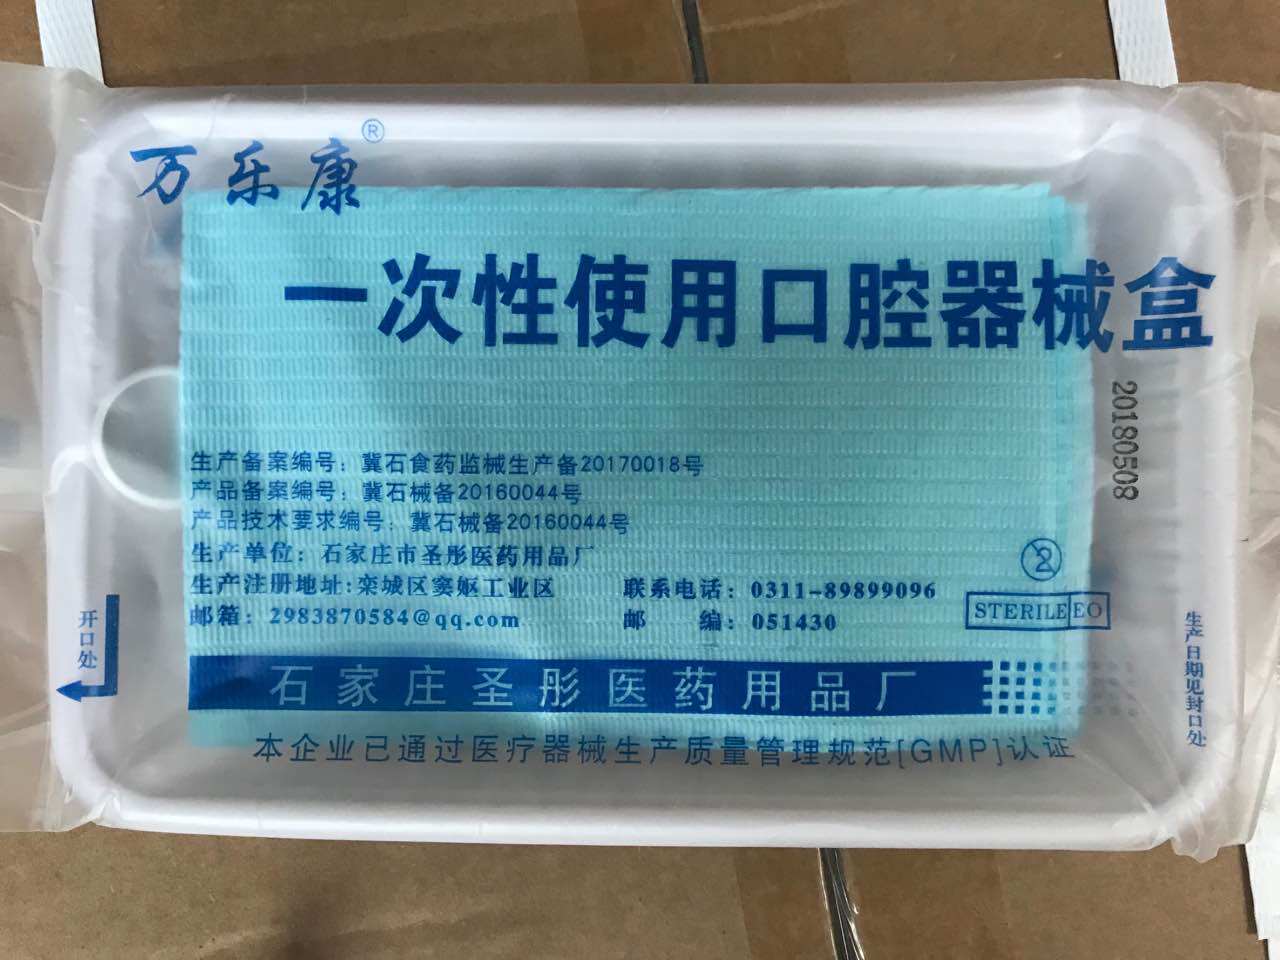 万乐康®
一次性使用口腔器械盒
20180508
生产备案编号：冀石食药监械生产备20170018号
产品备案编号：冀石械备20160044号
产品技术要求编号：冀石械备20160044号
生产单位：石家庄市圣彤医药用品厂
生产注册地址：栾城区窦妪工业区 联系电话：0311-89899096
邮箱：2983870584@qq.com 邮 编：051430
2
STERILE EO
开口处
生产日期见封口处
石家庄圣彤医药用品厂
本企业已通过医疗器械生产质量管理规范[GMP]认证